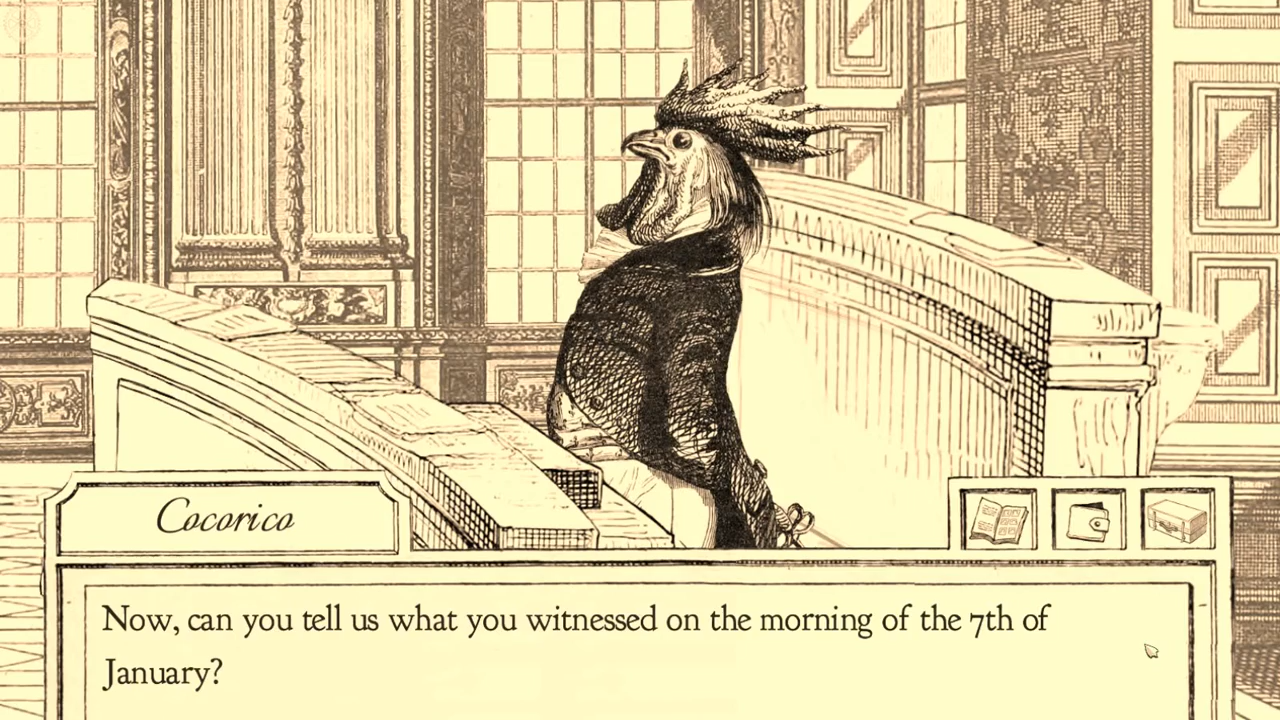 Cocorico
Now, can you tell us what you witnessed on the morning of the 7th of
January?